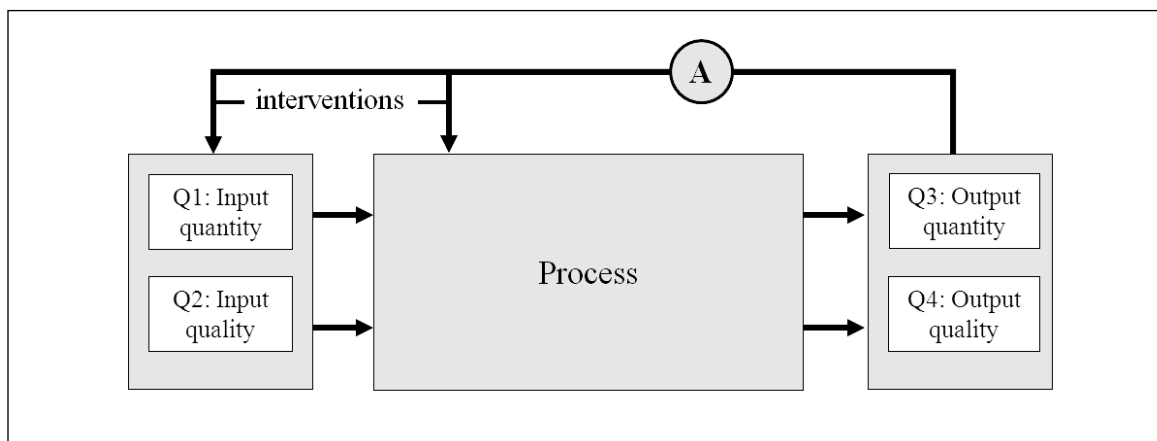 A
interventions
Q1: Input
quantity
Q2: Input
quality
Process
Q3: Output
quantity
Q4: Output
quality